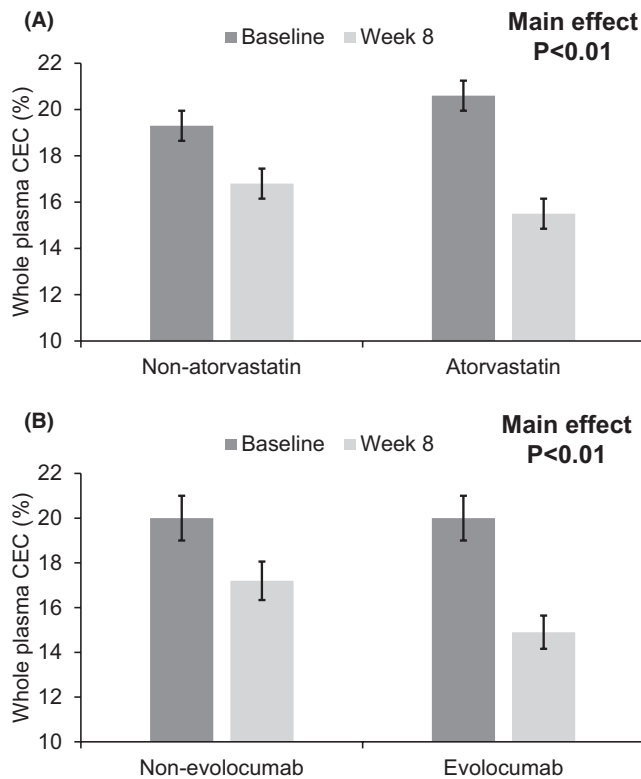 (A)
Main effect
P<0.01
Baseline Week 8
Whole plasma CEC (%)
22
20
18
16
14
12
10
Non-atorvastatin Atorvastatin
(B)
Main effect
P<0.01
Baseline Week 8
Whole plasma CEC (%)
22
20
18
16
14
12
10
Non-evolocumab Evolocumab